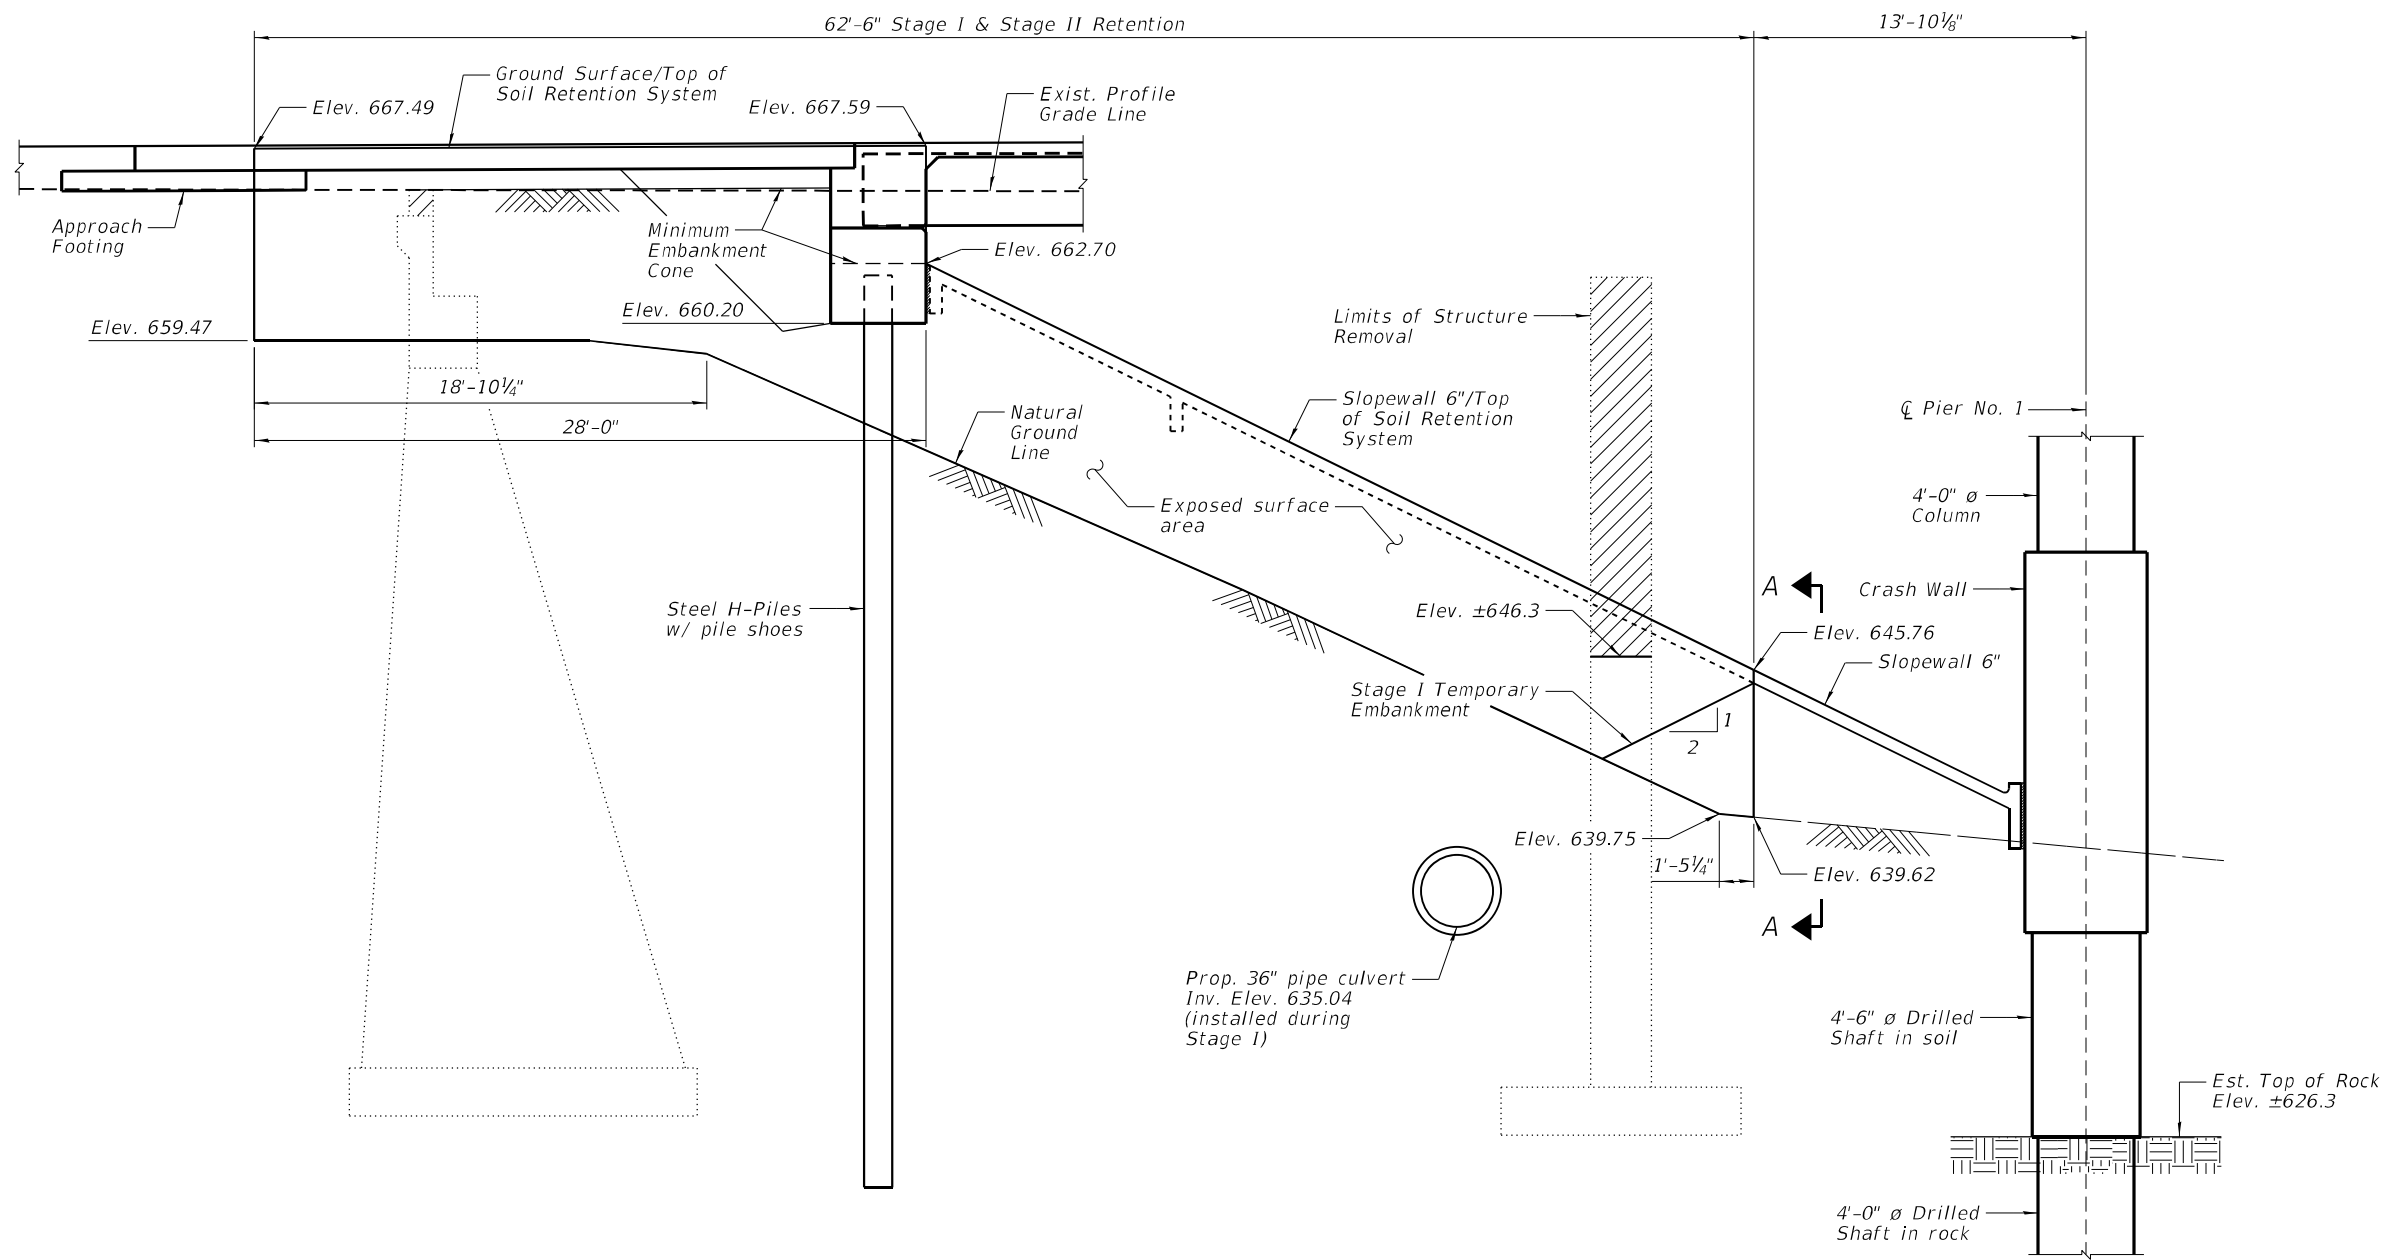 62'-6" Stage I & Stage II Retention
13'-10⅛"
Ground Surface/Top of
Soil Retention System
Elev. 667.49
Elev. 667.59
Exist. Profile
Grade Line
Approach
Footing
Minimum
Embankment
Cone
Elev. 662.70
Elev. 660.20
Elev. 659.47
Limits of Structure
Removal
18'-10¼"
28'-0"
Natural
Ground
Line
Slopewall 6"/Top
of Soil Retention
System
℄ Pier No. 1
Exposed surface
area
4'-0" ø
Column
Steel H-Piles
w/ pile shoes
Elev. ±646.3
A
Crash Wall
Elev. 645.76
Slopewall 6"
Stage I Temporary
Embankment
1
2
Elev. 639.75
1'-5¼"
Elev. 639.62
A
Prop. 36" pipe culvert
Inv. Elev. 635.04
(installed during
Stage I)
4'-6" ø Drilled
Shaft in soil
Est. Top of Rock
Elev. ±626.3
4'-0" ø Drilled
Shaft in rock